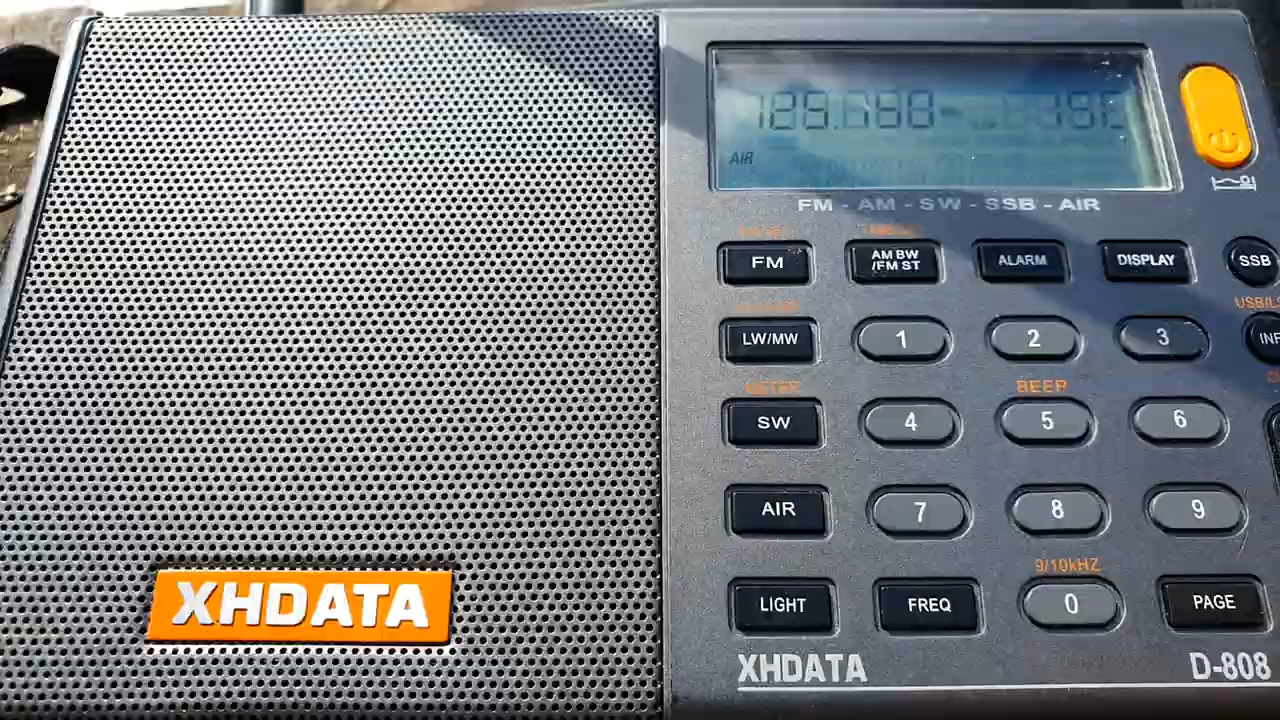 AIR
FM - AM - SW - SSB - AIR
FM
AM BW
/FM ST
ALARM
DISPLAY
SSB
LW/MW
1
2
3
METER
BEEP
SW
4
5
6
AIR
7
8
9
9/10kHZ
LIGHT
FREQ
0
PAGE
XHDATA
XHDATA
D-808